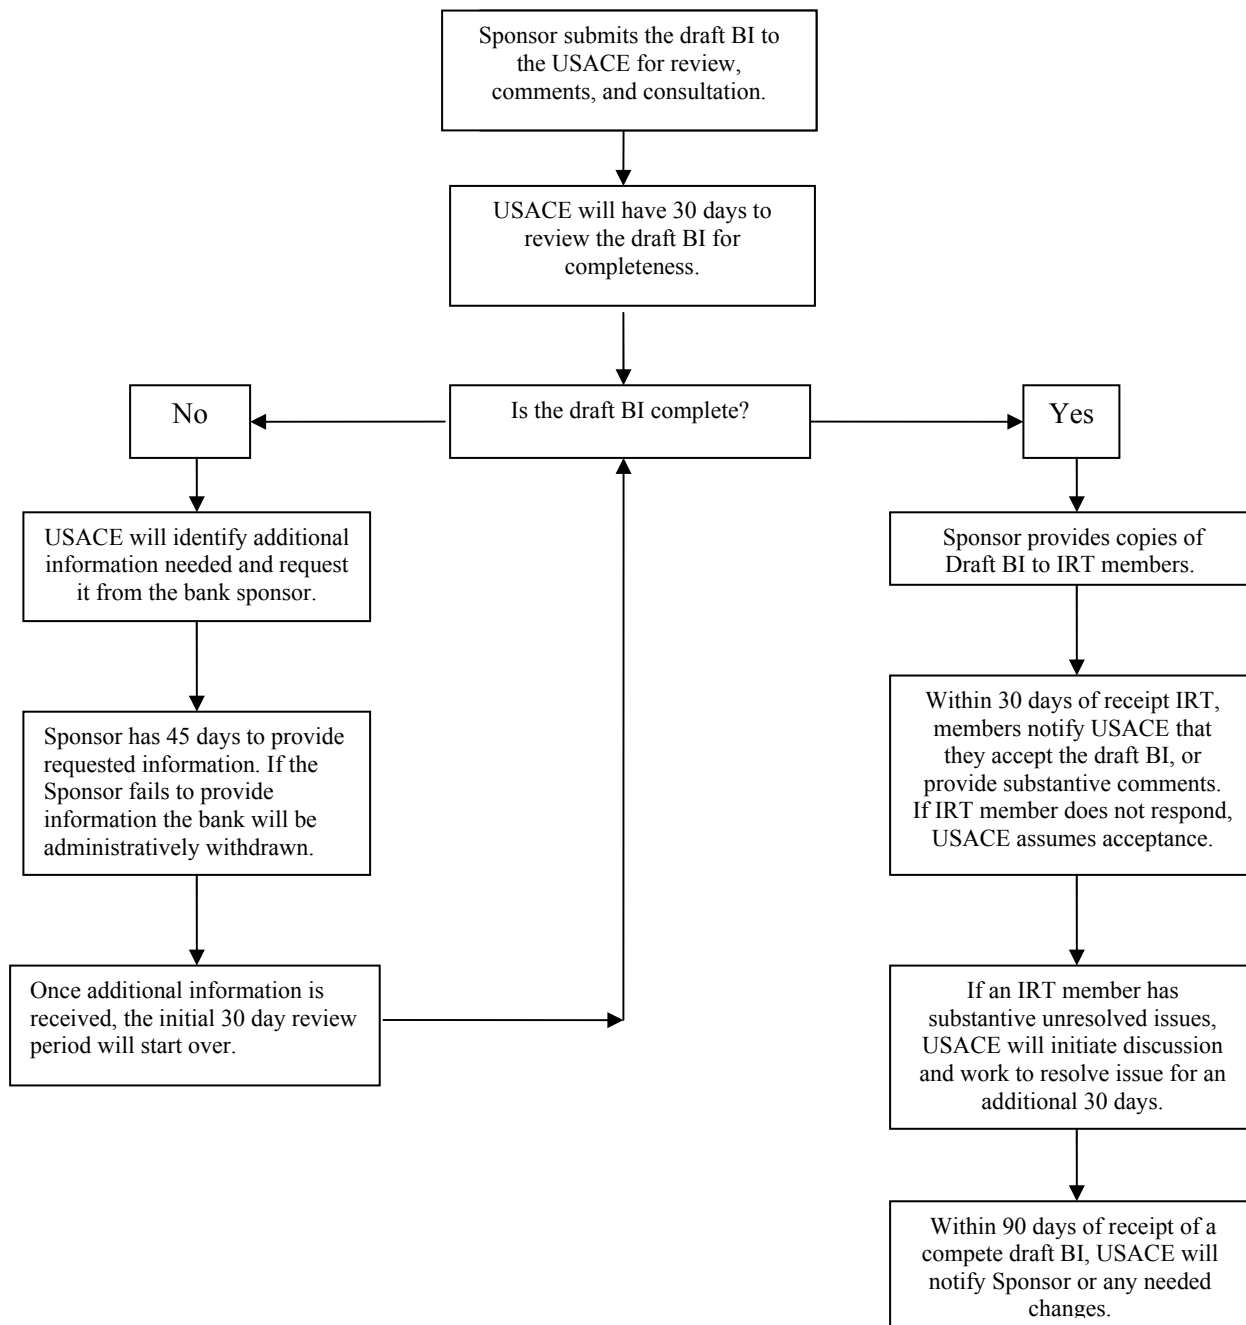 Sponsor submits the draft BI to
the USACE for review,
comments, and consultation.
USACE will have 30 days to
review the draft BI for
completeness.
No
Is the draft BI complete?
Yes
USACE will identify additional
information needed and request
it from the bank sponsor.
Sponsor provides copies of
Draft BI to IRT members.
Sponsor has 45 days to provide
requested information. If the
Sponsor fails to provide
information the bank will be
administratively withdrawn.
Within 30 days of receipt IRT,
members notify USACE that
they accept the draft BI, or
provide substantive comments.
If IRT member does not respond,
USACE assumes acceptance.
Once additional information is
received, the initial 30 day review
period will start over.
If an IRT member has
substantive unresolved issues,
USACE will initiate discussion
and work to resolve issue for an
additional 30 days.
Within 90 days of receipt of a
compete draft BI, USACE will
notify Sponsor or any needed
changes.